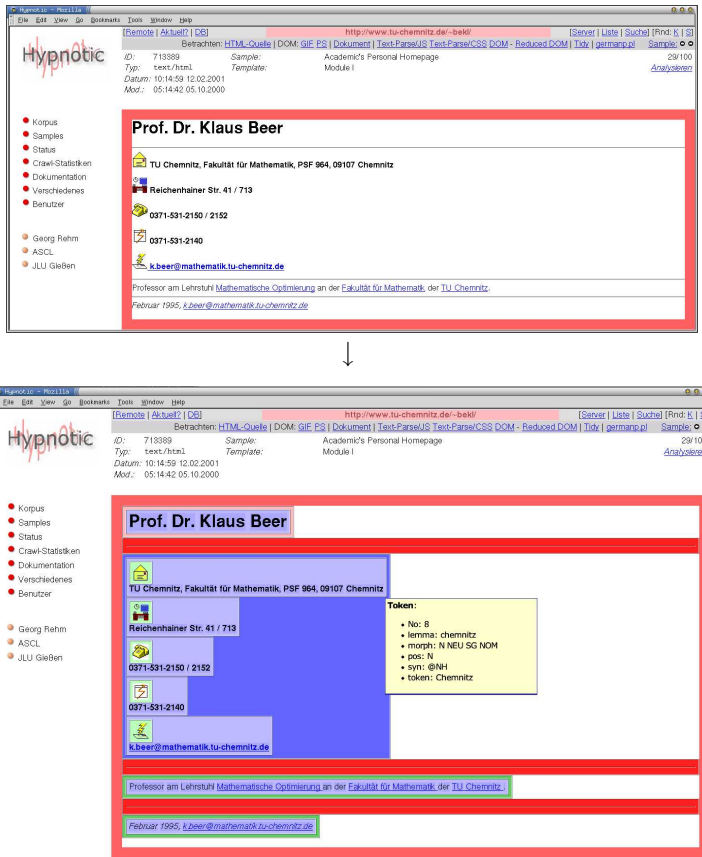 Hypnotic - Mozilla
File Edit View Go Bookmarks Tools Window Help
[Remote | Aktuell? | DB] http://www.tu-chemnitz.de/~bekl/ [Server | Liste | Suche] [Rnd: K | S]
Betrachten: HTML-Quelle | DOM: GIF PS | Dokument | Text-Parse/JS Text-Parse/CSS DOM - Reduced DOM | Tidy | germanp.pl Sample:
Hypnotic
ID: 713389 Sample: Academic's Personal Homepage 29/100
Typ: text/html Template: Module I Analysieren
Datum: 10:14:59 12.02.2001
Mod.: 05:14:42 05.10.2000
Korpus
Samples
Status
Crawl-Statistiken
Dokumentation
Verschiedenes
Benutzer
Georg Rehm
ASCL
JLU Gießen
Prof. Dr. Klaus Beer
TU Chemnitz, Fakultät für Mathematik, PSF 964, 09107 Chemnitz
Reichenhainer Str. 41 / 713
0371-531-2150 / 2152
0371-531-2140
k.beer@mathematik.tu-chemnitz.de
Professor am Lehrstuhl Mathematische Optimierung an der Fakultät für Mathematik der TU Chemnitz.
Februar 1995, k.beer@mathematik.tu-chemnitz.de
↓
Hypnotic - Mozilla
File Edit View Go Bookmarks Tools Window Help
[Remote | Aktuell? | DB] http://www.tu-chemnitz.de/~bekl/ [Server | Liste | Suche] [Rnd: K |
Betrachten: HTML-Quelle | DOM: GIF PS | Dokument | Text-Parse/JS Text-Parse/CSS DOM - Reduced DOM | Tidy | germanp.pl Sample:
Hypnotic
ID: 713389 Sample: Academic's Personal Homepage 29/10
Typ: text/html Template: Module I Analysiere
Datum: 10:14:59 12.02.2001
Mod.: 05:14:42 05.10.2000
Korpus
Samples
Status
Crawl-Statistiken
Dokumentation
Verschiedenes
Benutzer
Georg Rehm
ASCL
JLU Gießen
Prof. Dr. Klaus Beer
TU Chemnitz, Fakultät für Mathematik, PSF 964, 09107 Chemnitz
Reichenhainer Str. 41 / 713
0371-531-2150 / 2152
0371-531-2140
k.beer@mathematik.tu-chemnitz.de
Token:
• No: 8
• lemma: chemnitz
• morph: N NEU SG NOM
• pos: N
• syn: @NH
• token: Chemnitz
Professor am Lehrstuhl Mathematische Optimierung an der Fakultät für Mathematik der TU Chemnitz.
Februar 1995, k.beer@mathematik.tu-chemnitz.de